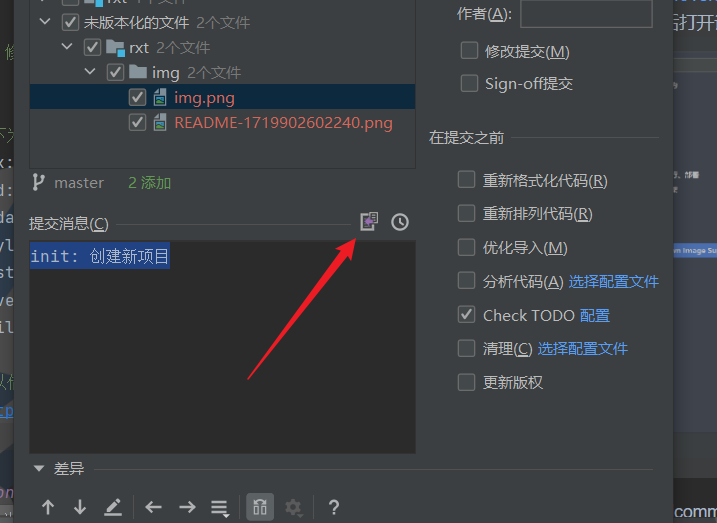 rxt 1个文件
作者(A):
未版本化的文件 2个文件
修改提交(M)
rxt 2个文件
Sign-off提交
img 2个文件
img.png
README-1719902602240.png
在提交之前
master 2 添加
重新格式化代码(R)
提交消息(C)
重新排列代码(R)
init: 创建新项目
优化导入(M)
分析代码(A) 选择配置文件
Check TODO 配置
清理(C) 选择配置文件
更新版权
差异
?
comm